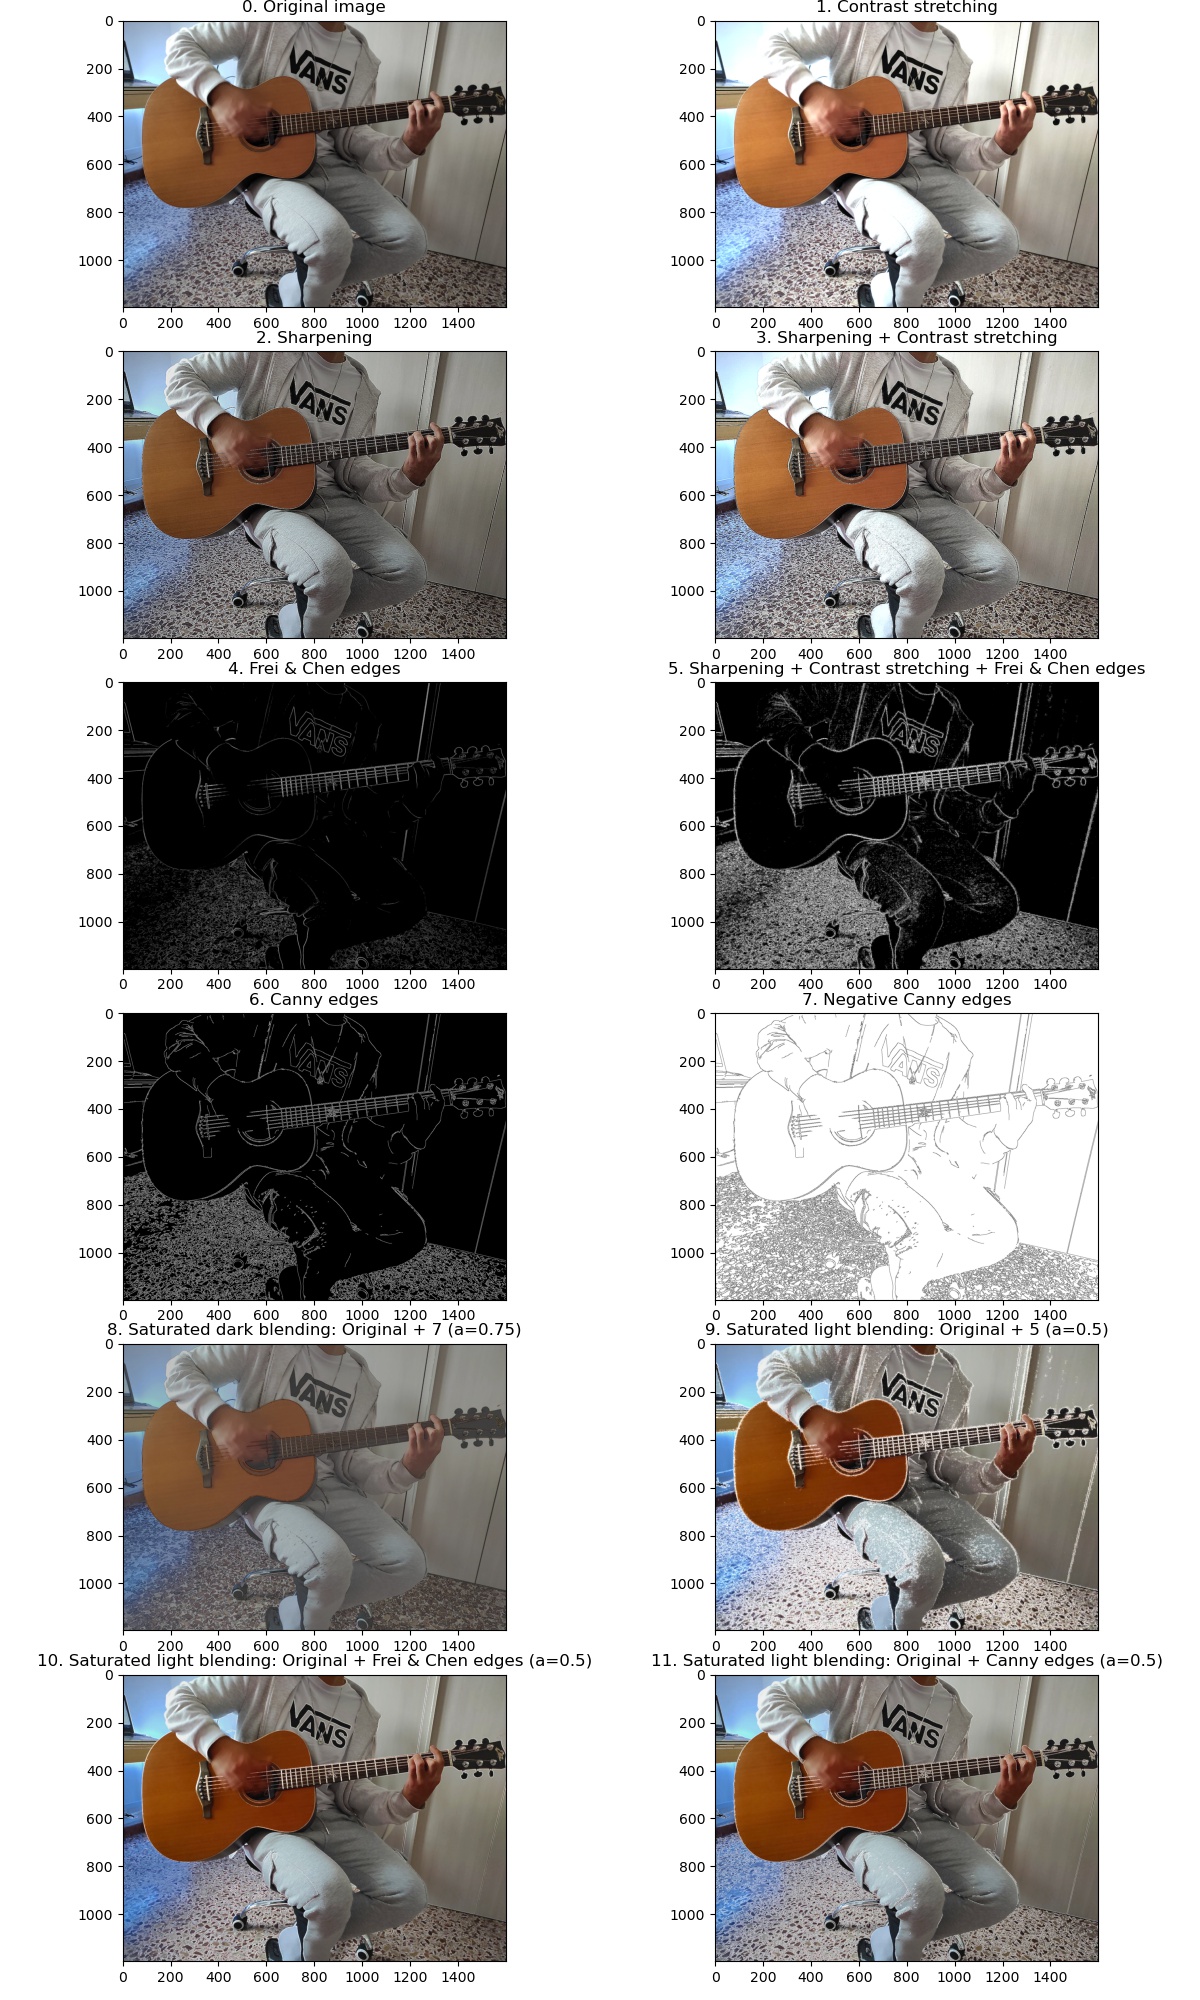 0. Original image
1. Contrast stretching
VANS
VANS
0
200
400
600
800
1000
0 200 400 600 800 1000 1200 1400
0
200
400
600
800
1000
0 200 400 600 800 1000 1200 1400
2. Sharpening
3. Sharpening + Contrast stretching
VANS
VANS
0
200
400
600
800
1000
0 200 400 600 800 1000 1200 1400
0
200
400
600
800
1000
0 200 400 600 800 1000 1200 1400
4. Frei & Chen edges
5. Sharpening + Contrast stretching + Frei & Chen edges
VANS
VANS
0
200
400
600
800
1000
0 200 400 600 800 1000 1200 1400
0
200
400
600
800
1000
0 200 400 600 800 1000 1200 1400
6. Canny edges
7. Negative Canny edges
VANS
VANS
0
200
400
600
800
1000
0 200 400 600 800 1000 1200 1400
0
200
400
600
800
1000
0 200 400 600 800 1000 1200 1400
8. Saturated dark blending: Original + 7 (a=0.75)
9. Saturated light blending: Original + 5 (a=0.5)
VANS
VANS
0
200
400
600
800
1000
0 200 400 600 800 1000 1200 1400
0
200
400
600
800
1000
0 200 400 600 800 1000 1200 1400
10. Saturated light blending: Original + Frei & Chen edges (a=0.5)
11. Saturated light blending: Original + Canny edges (a=0.5)
VANS
VANS
0
200
400
600
800
1000
0 200 400 600 800 1000 1200 1400
0
200
400
600
800
1000
0 200 400 600 800 1000 1200 1400